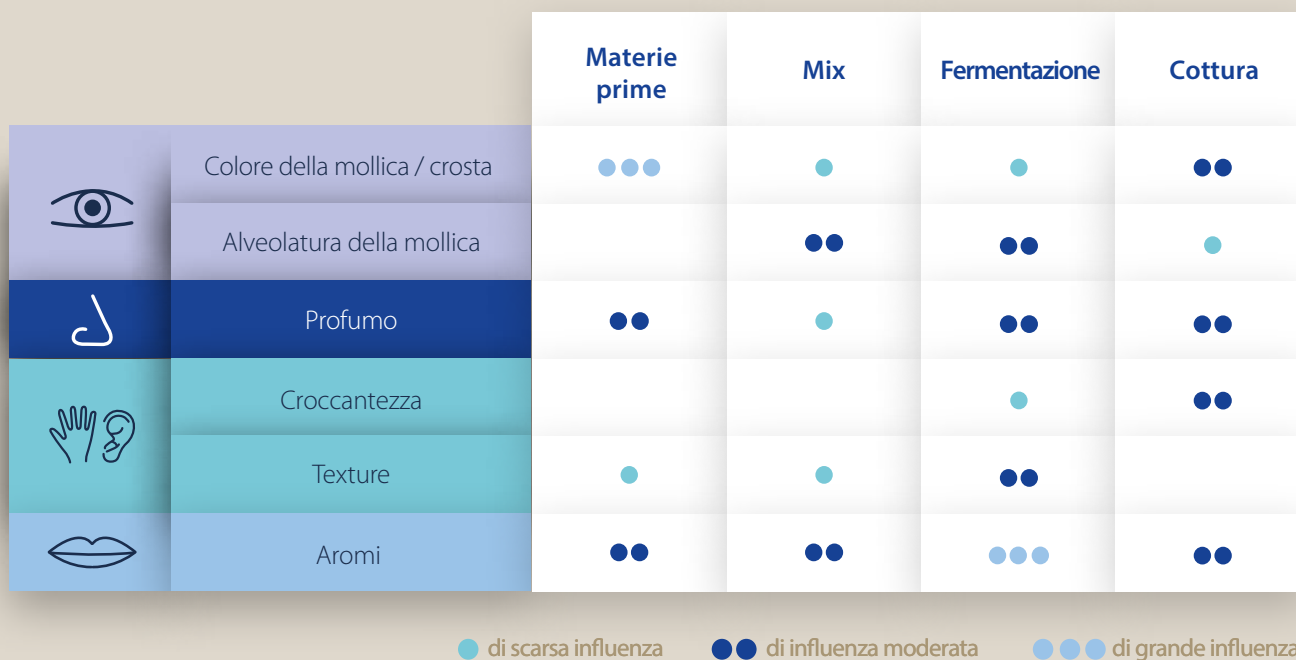 Materie
prime
Mix
Fermentazione
Cottura
Colore della mollica / crosta
Alveolatura della mollica
Profumo
Croccantezza
Texture
Aromi
di scarsa influenza
di influenza moderata
di grande influenza